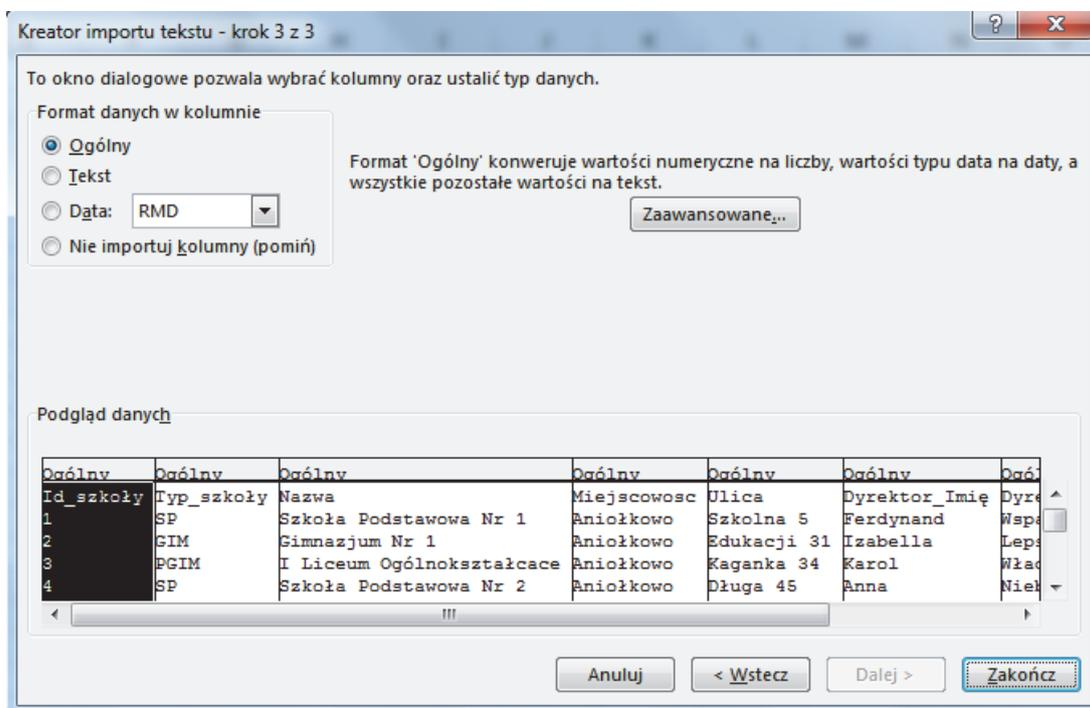 Kreator importu tekstu - krok 3 z 3
To okno dialogowe pozwala wybrać kolumny oraz ustalić typ danych.
Format danych w kolumnie
Ogólny
Tekst
Data: RMD
Nie importuj kolumny (pomiń)
Format 'Ogólny' konweruje wartości numeryczne na liczby, wartości typu data na daty, a
wszystkie pozostałe wartości na tekst.
Zaawansowane...
Podgląd danych
Ogólny Ogólny Ogólny Ogólny Ogólny Ogólny
Id_szkoły Typ_szkoły Nazwa Miejscowosc Ulica Dyrektor_Imię
1 SP Szkoła Podstawowa Nr 1 Aniołkowo Szkolna 5 Ferdynand
2 GIM Gimnazjum Nr 1 Aniołkowo Edukacji 31 Izabella
3 PGIM I Liceum Ogólnokształcace Aniołkowo Kaganka 34 Karol
4 SP Szkoła Podstawowa Nr 2 Aniołkowo Długa 45 Anna
Anuluj < Wstecz Dalej > Zakończ